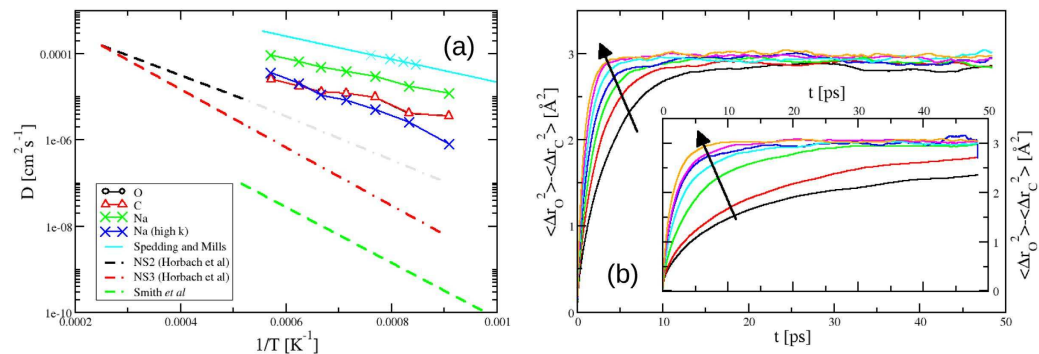 (a)
0.0001
1e-06
1e-08
1e-10
D [cm²s⁻¹]
O
C
Na
Na (high k)
Spedding and Mills
NS2 (Horbach et al)
NS3 (Horbach et al)
Smith et al
0.0002 0.0004 0.0006 0.0008 0.001
1/T [K⁻¹]
3
2
1
0
<Δr_O²>-<Δr_C²> [Å²]
t [ps]
0 10 20 30 40 50
3
2
1
0
<Δr_O²>-<Δr_C²> [Å²]
(b)
0 10 20 30 40 50
t [ps]